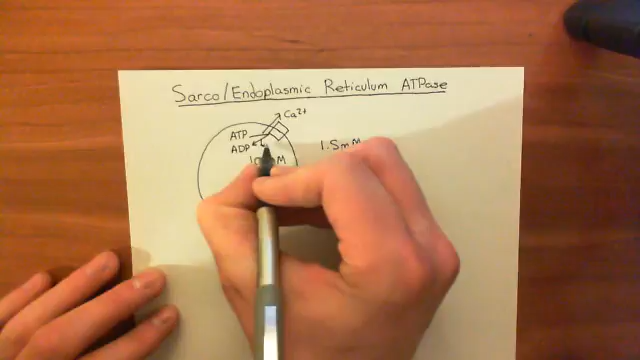 Sarco/Endoplasmic Reticulum ATPase
Ca2+
ATP
ADP
1.5mM